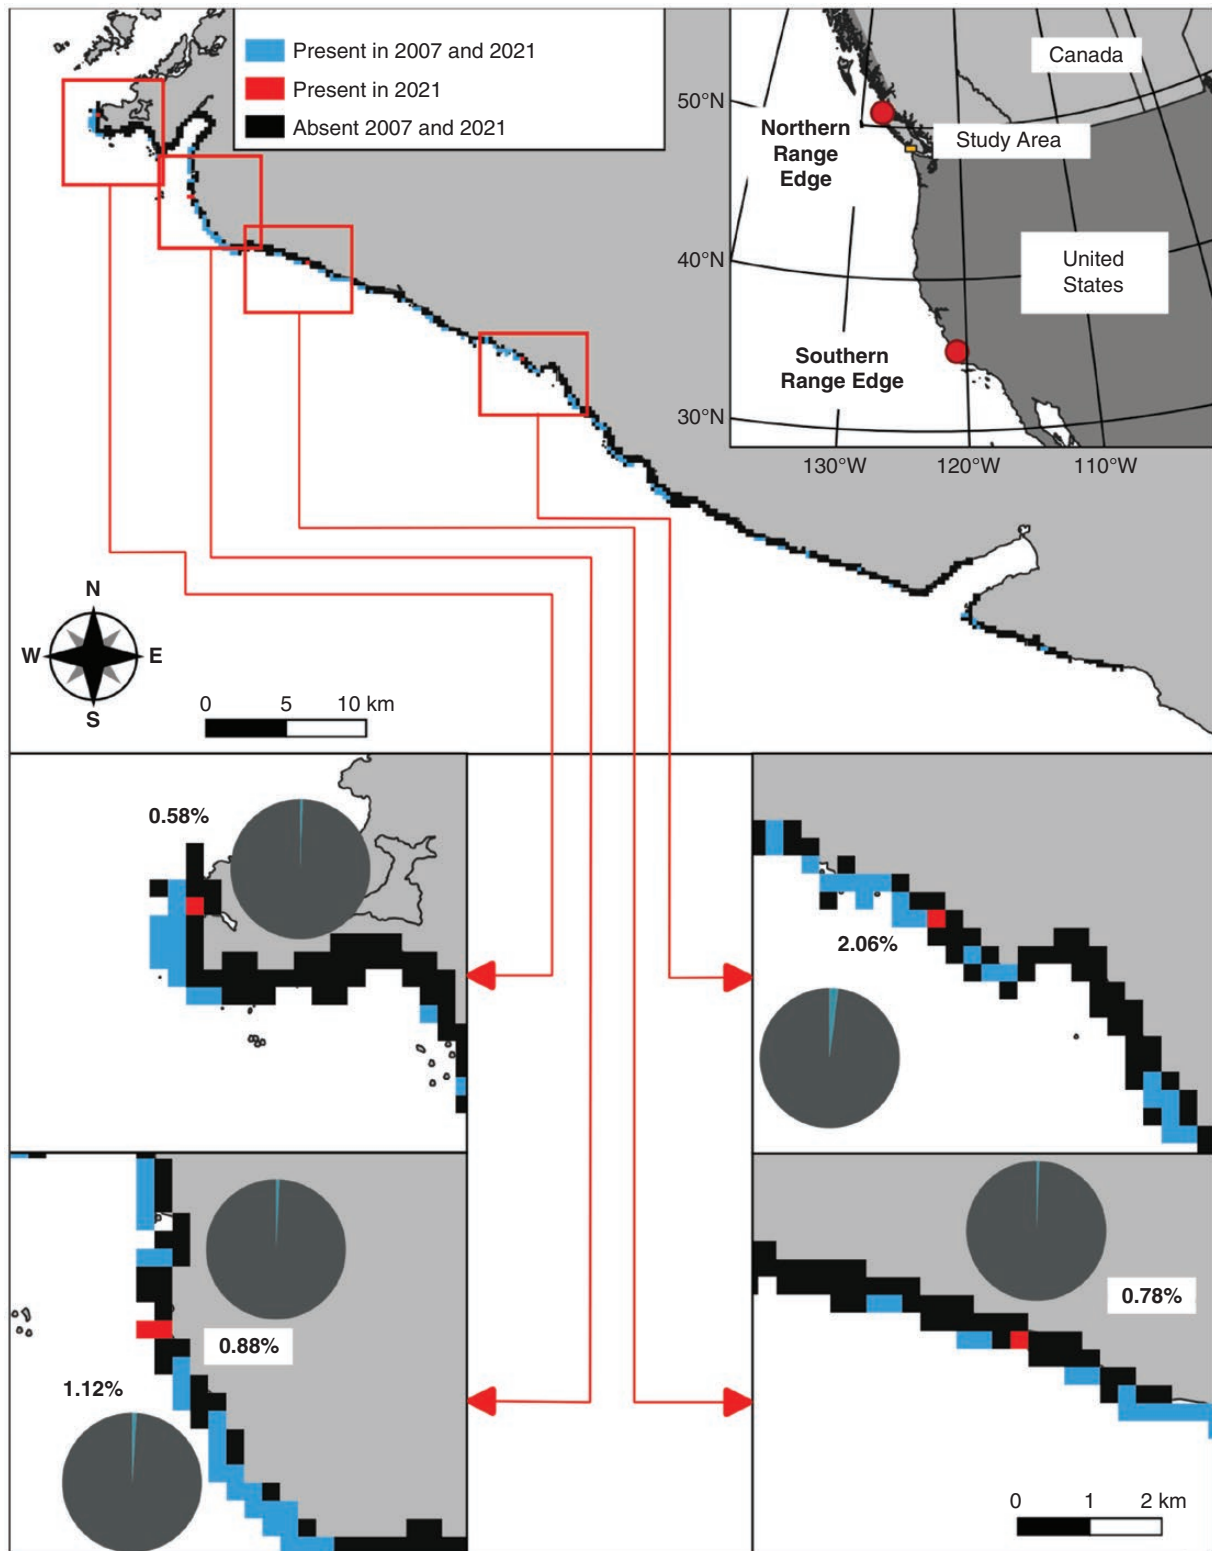 Present in 2007 and 2021
Present in 2021
Absent 2007 and 2021
Canada
50°N
Northern
Range
Edge
Study Area
40°N
United
States
Southern
Range Edge
30°N
130°W
120°W
110°W
N
W
E
S
0
5
10 km
0.58%
2.06%
0.88%
1.12%
0.78%
0
1
2 km